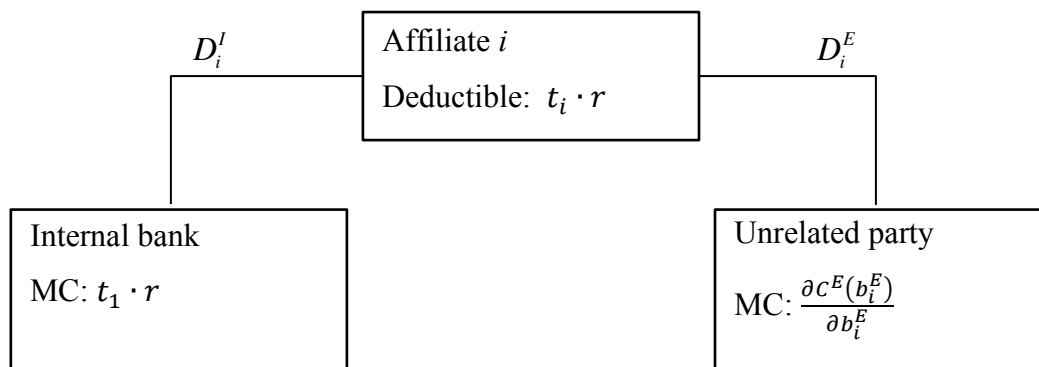 Affiliate i
D_i^I
D_i^E
Deductible: t_i · r
Internal bank
MC: t_1 · r
Unrelated party
MC: ∂C^E(b_i^E)/∂b_i^E